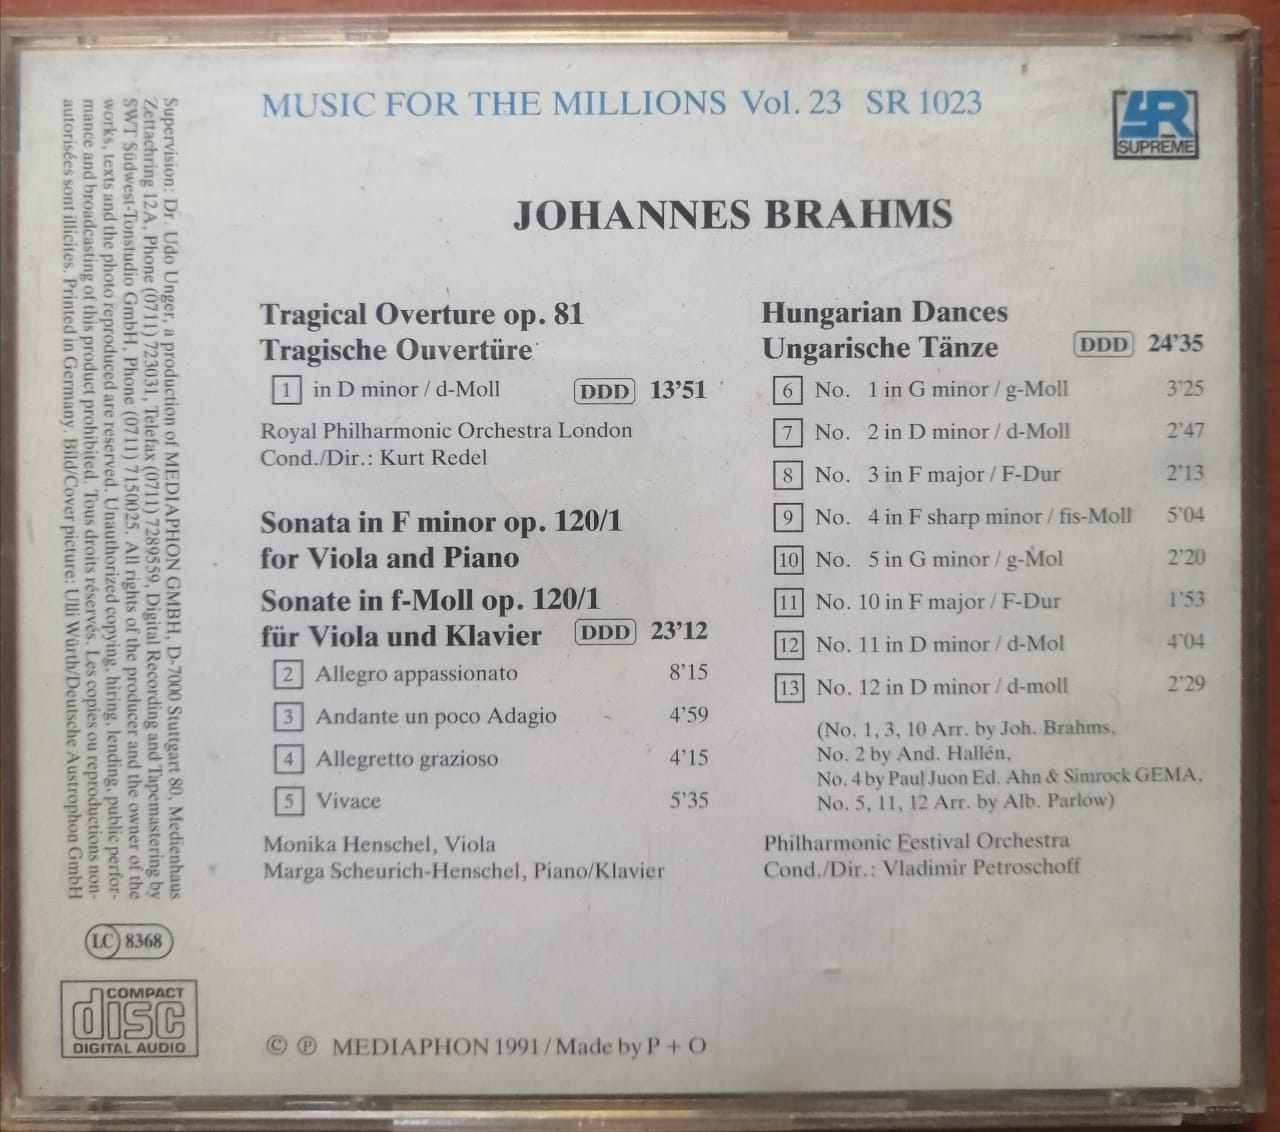 MUSIC FOR THE MILLIONS Vol. 23 SR 1023
SR
SUPREME
JOHANNES BRAHMS
Tragical Overture op. 81
Tragische Ouvertüre
1 in D minor / d-Moll DDD 13’51
Royal Philharmonic Orchestra London
Cond./Dir.: Kurt Redel
Sonata in F minor op. 120/1
for Viola and Piano
Sonate in f-Moll op. 120/1
für Viola und Klavier DDD 23’12
2 Allegro appassionato 8’15
3 Andante un poco Adagio 4’59
4 Allegretto grazioso 4’15
5 Vivace 5’35
Monika Henschel, Viola
Marga Scheurich-Henschel, Piano/Klavier
Hungarian Dances
Ungarische Tänze DDD 24’35
6 No. 1 in G minor / g-Moll 3’25
7 No. 2 in D minor / d-Moll 2’47
8 No. 3 in F major / F-Dur 2’13
9 No. 4 in F sharp minor / fis-Moll 5’04
10 No. 5 in G minor / g-Mol 2’20
11 No. 10 in F major / F-Dur 1’53
12 No. 11 in D minor / d-Mol 4’04
13 No. 12 in D minor / d-moll 2’29
(No. 1, 3, 10 Arr. by Joh. Brahms,
No. 2 by And. Hallén,
No. 4 by Paul Juon Ed. Ahn & Simrock GEMA,
No. 5, 11, 12 Arr. by Alb. Parlow)
Philharmonic Festival Orchestra
Cond./Dir.: Vladimir Petroschoff
© ℗ MEDIAPHON 1991 / Made by P + O
Supervision: Dr. Udo Unger, a production of MEDIAPHON GMBH, D-7000 Stuttgart 80, Medienhaus
Zettachring 12A, Phone (0711) 723031, Telefax (0711) 7289559, Digital Recording and Tapemastering by
SWT Südwest-Tonstudio GmbH, Phone (0711) 7150025. All rights of the producer and the owner of the
works, texts and the photo reproduced are reserved. Unauthorized copying, hiring, lending, public perfor-
mance and broadcasting of this product prohibited. Tous droits réservés. Les copies ou reproductions non-
autorisées sont illicites. Printed in Germany. Bild/Cover picture: Ulli Würth/Deutsche Austrophon GmbH
LC 8368
COMPACT
disc
DIGITAL AUDIO